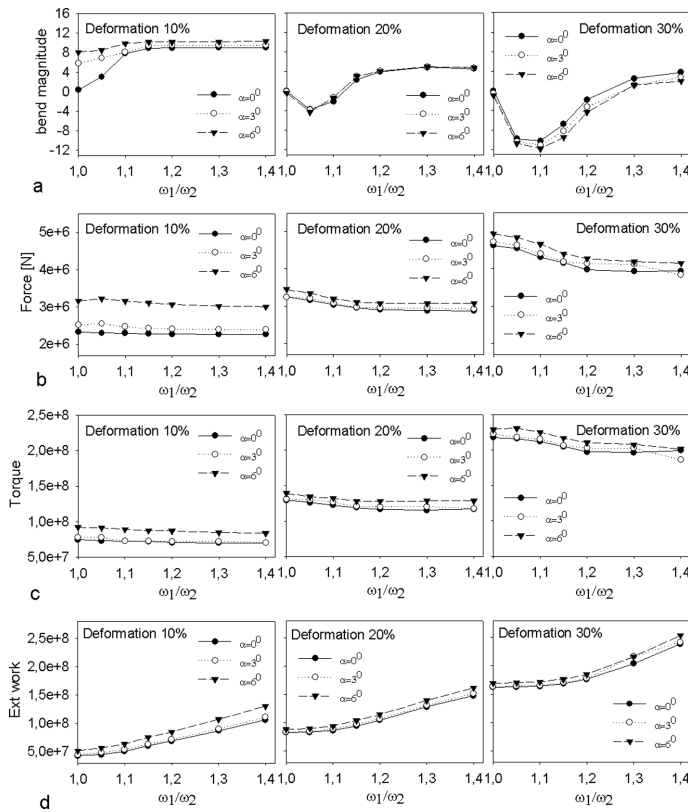 Deformation 10% Deformation 20% Deformation 30%
16
12
8
4
0
-4
-8
-12
bend magnitude
α=0⁰ α=0⁰ α=0⁰
α=3⁰ α=3⁰ α=3⁰
α=6⁰ α=6⁰ α=6⁰
1,0 1,1 1,2 1,3 1,4 1,0 1,1 1,2 1,3 1,4 1,0 1,1 1,2 1,3 1,4
ω1/ω2 ω1/ω2 ω1/ω2
a
Deformation 10% Deformation 20% Deformation 30%
5e+6
4e+6
3e+6
2e+6
Force [N]
α=0⁰ α=0⁰ α=0⁰
α=3⁰ α=3⁰ α=3⁰
α=6⁰ α=6⁰ α=6⁰
1,0 1,1 1,2 1,3 1,4 1,0 1,1 1,2 1,3 1,4 1,0 1,1 1,2 1,3 1,4
ω1/ω2 ω1/ω2 ω1/ω2
b
Deformation 10% Deformation 20% Deformation 30%
2,5e+8
2,0e+8
1,5e+8
1,0e+8
5,0e+7
Torque
α=0⁰ α=0⁰ α=0⁰
α=3⁰ α=3⁰ α=3⁰
α=6⁰ α=6⁰ α=6⁰
1,0 1,1 1,2 1,3 1,4 1,0 1,1 1,2 1,3 1,4 1,0 1,1 1,2 1,3 1,4
ω1/ω2 ω1/ω2 ω1/ω2
c
Deformation 10% Deformation 20% Deformation 30%
2,5e+8
2,0e+8
1,5e+8
1,0e+8
5,0e+7
Ext work
α=0⁰ α=0⁰ α=0⁰
α=3⁰ α=3⁰ α=3⁰
α=6⁰ α=6⁰ α=6⁰
1,0 1,1 1,2 1,3 1,4 1,0 1,1 1,2 1,3 1,4 1,0 1,1 1,2 1,3 1,4
ω1/ω2 ω1/ω2 ω1/ω2
d